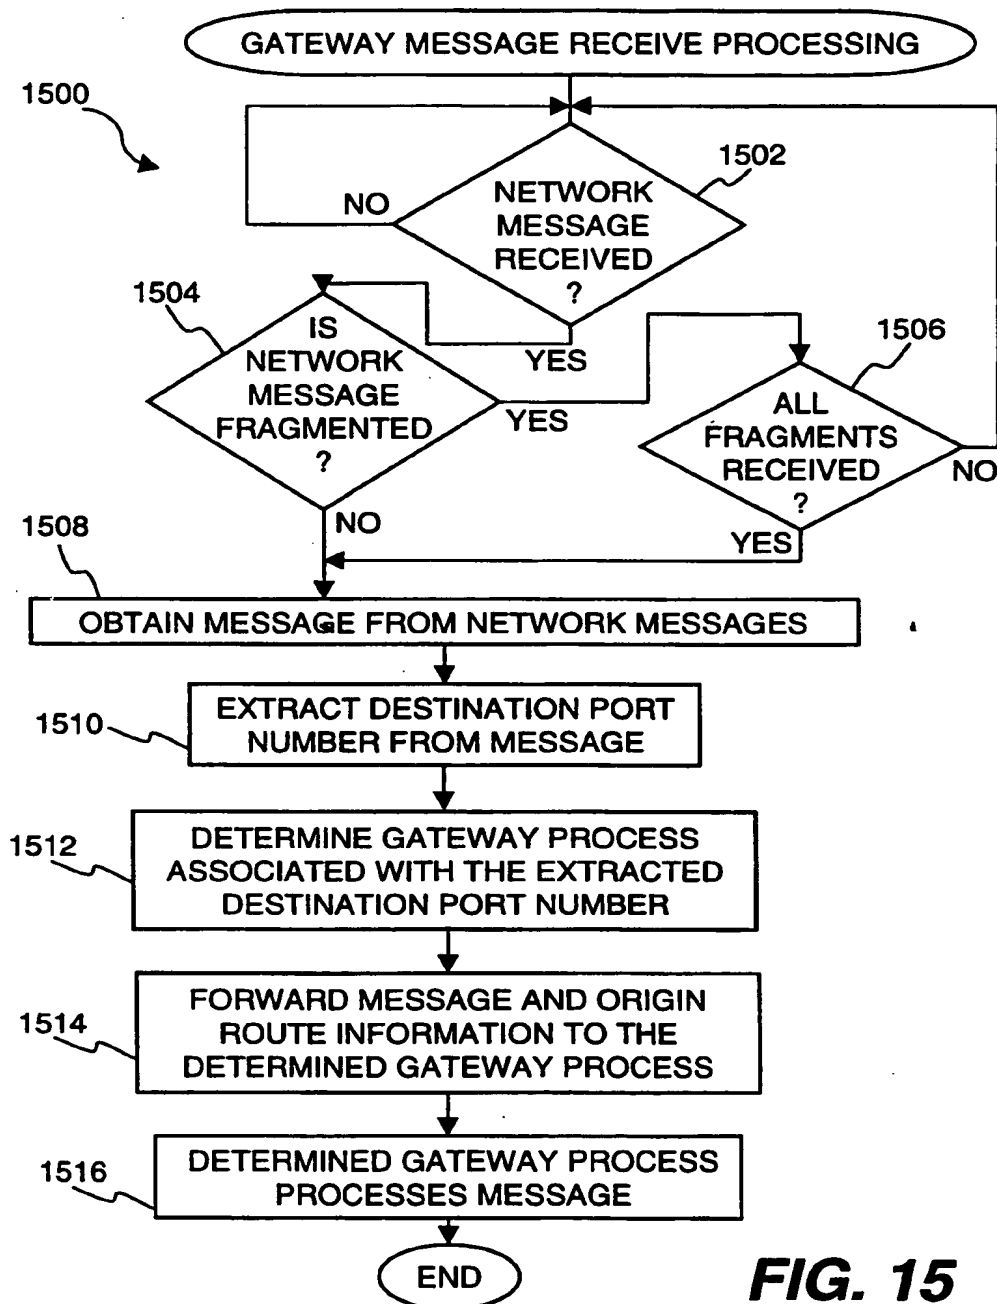 GATEWAY MESSAGE RECEIVE PROCESSING
1500
1502
NO
NETWORK
MESSAGE
RECEIVED
?
YES
1504
IS
NETWORK
MESSAGE
FRAGMENTED
?
YES
NO
1506
ALL
FRAGMENTS
RECEIVED
?
NO
YES
1508
OBTAIN MESSAGE FROM NETWORK MESSAGES
1510
EXTRACT DESTINATION PORT
NUMBER FROM MESSAGE
1512
DETERMINE GATEWAY PROCESS
ASSOCIATED WITH THE EXTRACTED
DESTINATION PORT NUMBER
1514
FORWARD MESSAGE AND ORIGIN
ROUTE INFORMATION TO THE
DETERMINED GATEWAY PROCESS
1516
DETERMINED GATEWAY PROCESS
PROCESSES MESSAGE
END
FIG. 15